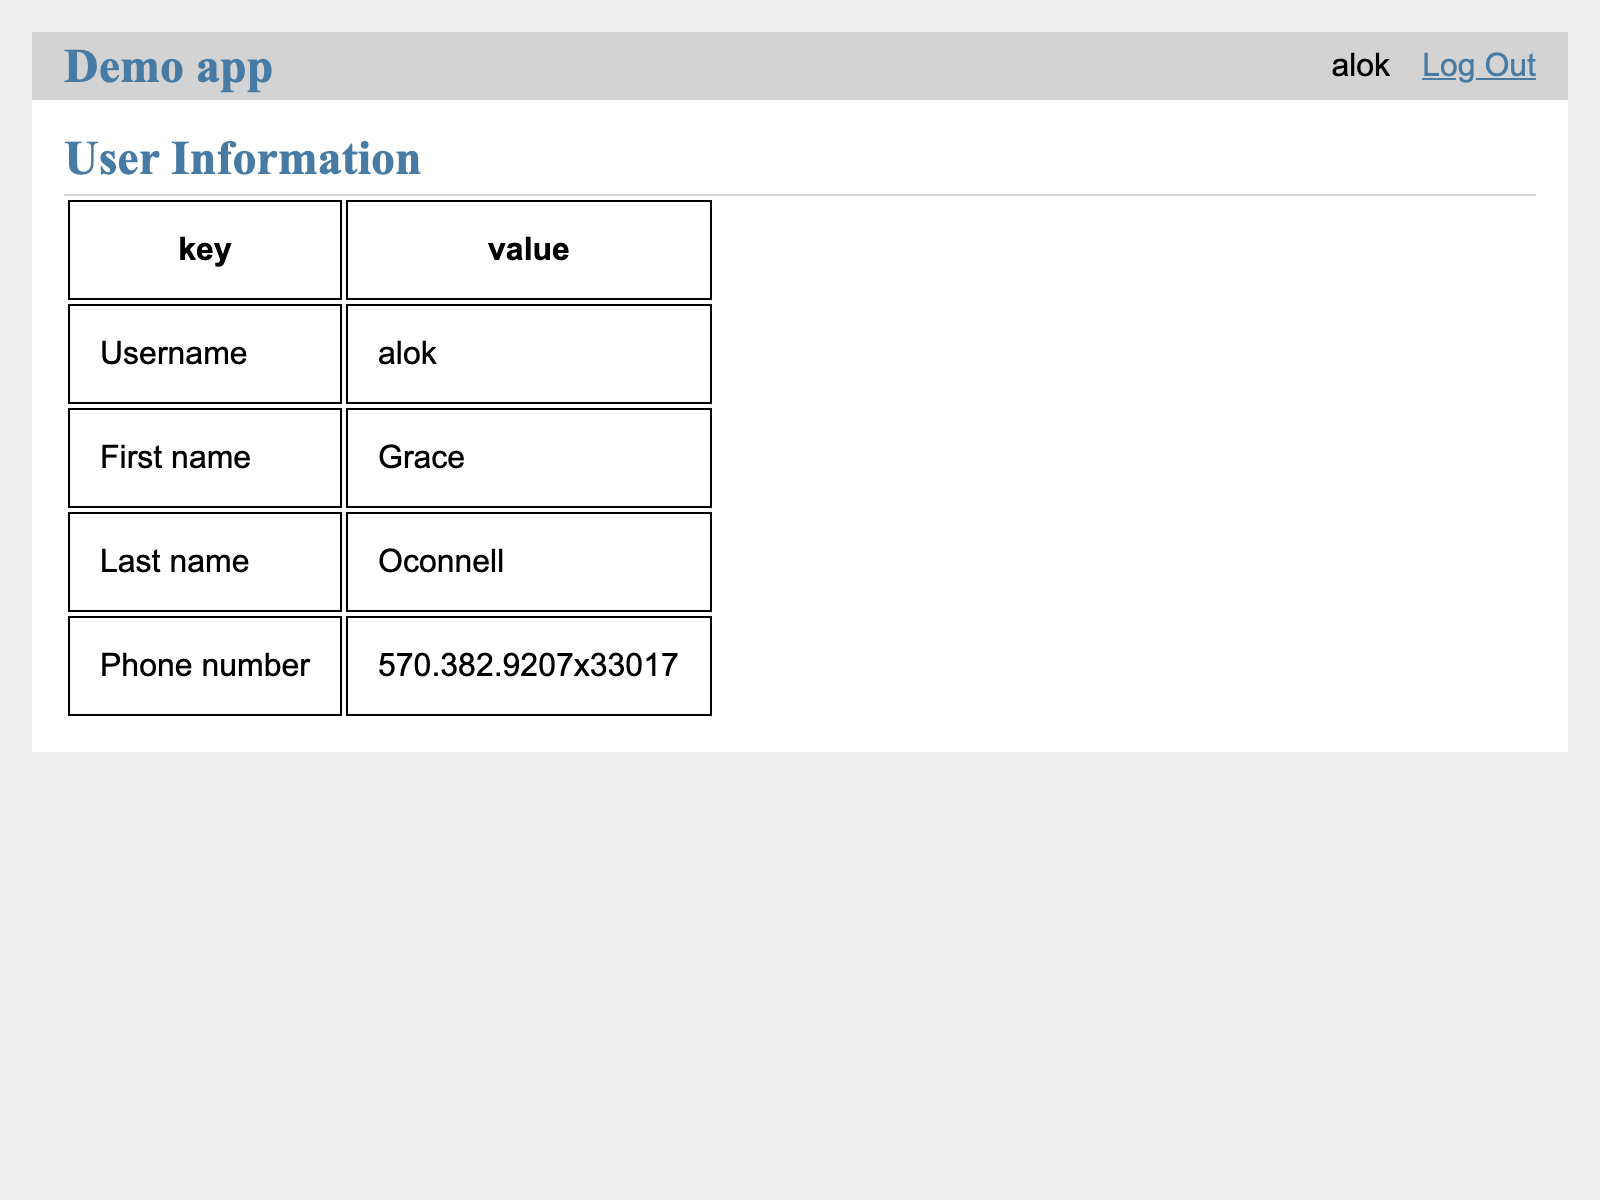 Demo app alok Log Out
User Information
key value
Username alok
First name Grace
Last name Oconnell
Phone number 570.382.9207x33017